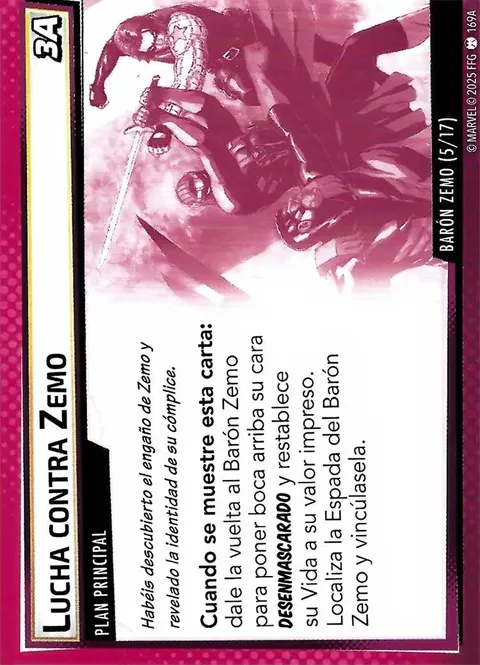 LUCHA CONTRA ZEMO
3A
PLAN PRINCIPAL
Habéis descubierto el engaño de Zemo y
revelado la identidad de su cómplice.
Cuando se muestre esta carta:
dale la vuelta al Barón Zemo
para poner boca arriba su cara
DESENMASCARADO y restablece
su Vida a su valor impreso.
Localiza la Espada del Barón
Zemo y vincúlasela.
BARÓN ZEMO (5/17)
© MARVEL © 2025 FFG 169A